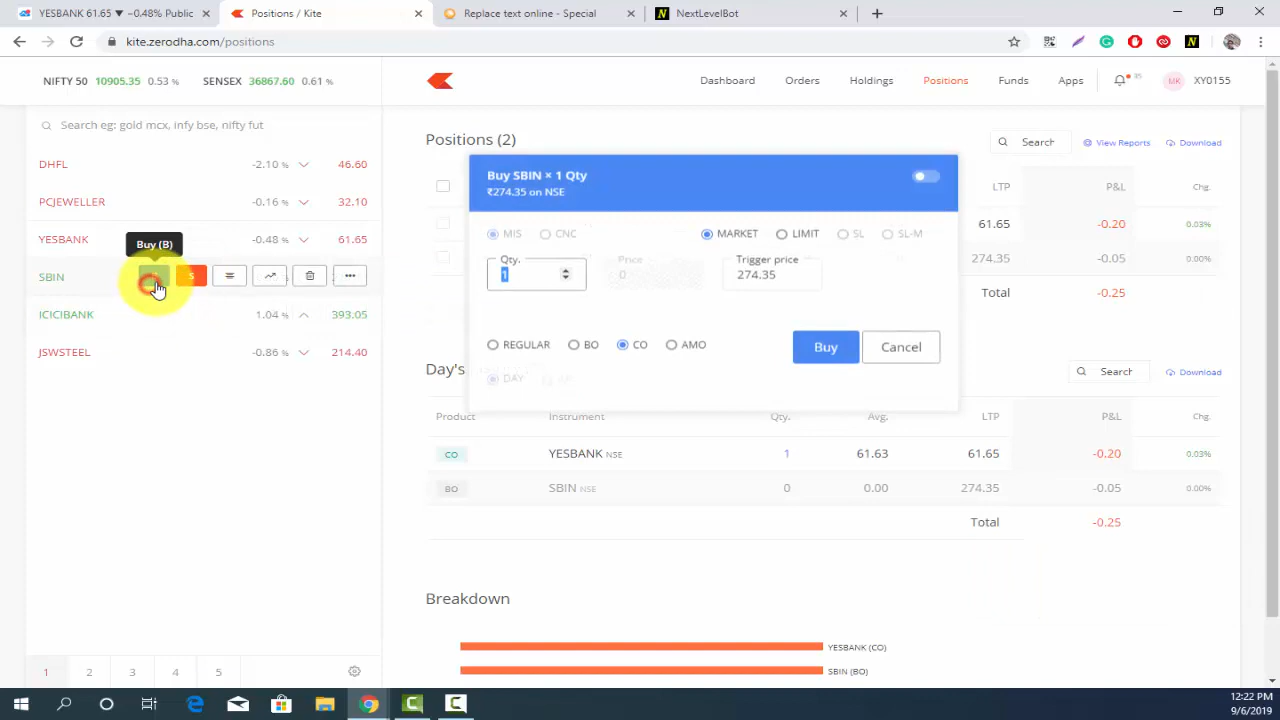 YESBANK 61.65 ▼ −0.48% Public
Positions / Kite
Replace text online - Special
NextLevelBot
kite.zerodha.com/positions
NIFTY 50 10905.35 0.53 %
SENSEX 36867.60 0.61 %
Dashboard
Orders
Holdings
Positions
Funds
Apps
35
MK
XY0155
Search eg: gold mcx, infy bse, nifty fut
DHFL -2.10 % 46.60
PCJEWELLER -0.16 % 32.10
YESBANK -0.48 % 61.65
Buy (B)
SBIN
S
ICICIBANK 1.04 % 393.05
JSWSTEEL -0.86 % 214.40
1 2 3 4 5
Positions (2)
Search
View Reports
Download
LTP P&L Chg.
61.65 -0.20 0.03%
274.35 -0.05 0.00%
Total -0.25
Buy SBIN × 1 Qty
₹274.35 on NSE
MIS CNC MARKET LIMIT SL SL-M
Qty. Price Trigger price
1 0 274.35
REGULAR BO CO AMO
Buy Cancel
DAY
Day's
Search
Download
Product Instrument Qty. Avg. LTP P&L Chg.
CO YESBANK NSE 1 61.63 61.65 -0.20 0.03%
BO SBIN NSE 0 0.00 274.35 -0.05 0.00%
Total -0.25
Breakdown
YESBANK (CO)
SBIN (BO)
12:22 PM
9/6/2019